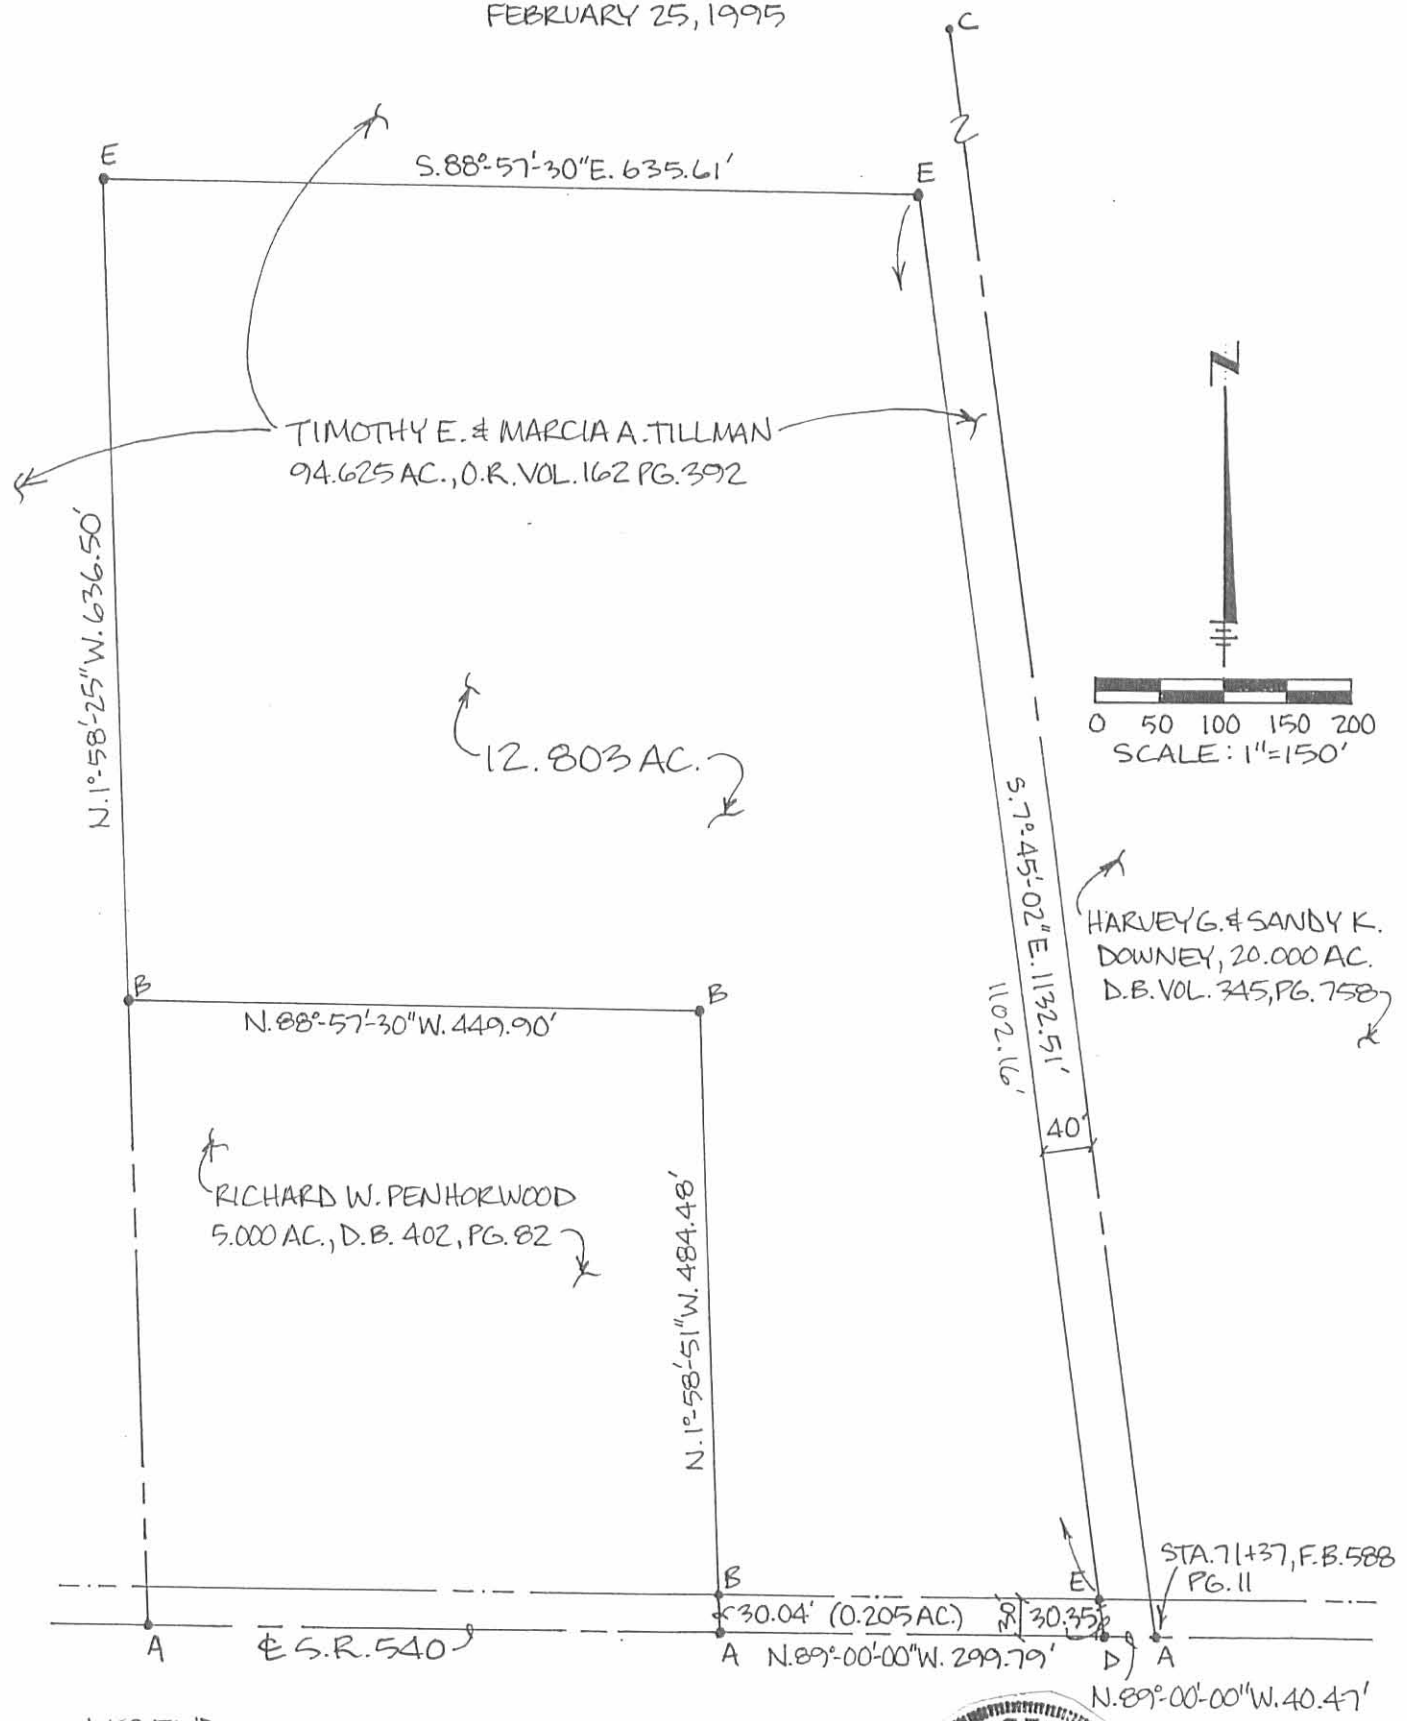 FEBRUARY 25, 1995
C
E
S.88°-57'-30"E. 635.61'
E
N
TIMOTHY E. & MARCIA A. TILLMAN
94.625 AC., O.R. VOL. 162 PG. 392
N.1°-58'-25"W. 636.50'
12.803 AC.
0 50 100 150 200
SCALE: 1"=150'
S.7°-45'-02"E. 1132.51'
1102.16'
HARVEY G. & SANDY K.
DOWNEY, 20.000 AC.
D.B. VOL. 345, PG. 758
B
B
N.88°-57'-30"W. 449.90'
40'
RICHARD W. PENHORWOOD
5.000 AC., D.B. 402, PG. 82
N.1°-58'-51"W. 484.48'
STA. 71+37, F.B. 588
PG. 11
B
E
30.04' (0.205 AC.)
30'
30.35'
A
℄ S.R. 540
A
N.89°-00'-00"W. 299.79'
D
A
N.89°-00'-00"W. 40.47'